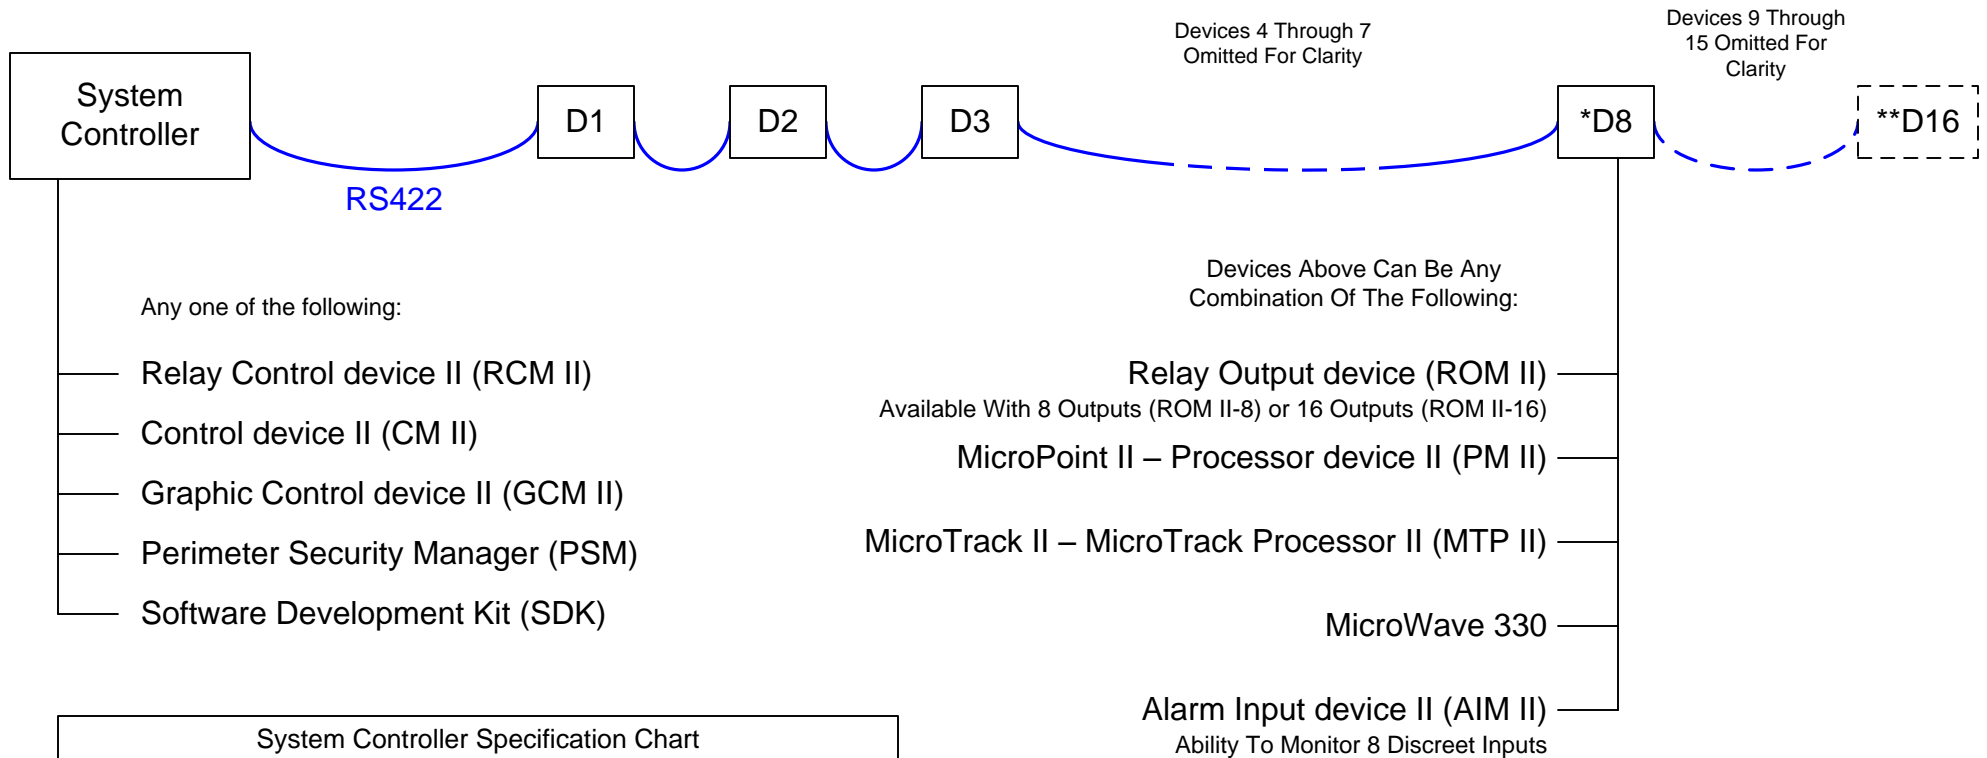 Devices 4 Through 7
Omitted For Clarity
Devices 9 Through
15 Omitted For
Clarity
System
Controller
D1
D2
D3
*D8
**D16
RS422
Any one of the following:
Relay Control device II (RCM II)
Control device II (CM II)
Graphic Control device II (GCM II)
Perimeter Security Manager (PSM)
Software Development Kit (SDK)
Devices Above Can Be Any
Combination Of The Following:
Relay Output device (ROM II)
Available With 8 Outputs (ROM II-8) or 16 Outputs (ROM II-16)
MicroPoint II – Processor device II (PM II)
MicroTrack II – MicroTrack Processor II (MTP II)
MicroWave 330
Alarm Input device II (AIM II)
Ability To Monitor 8 Discreet Inputs
System Controller Specification Chart